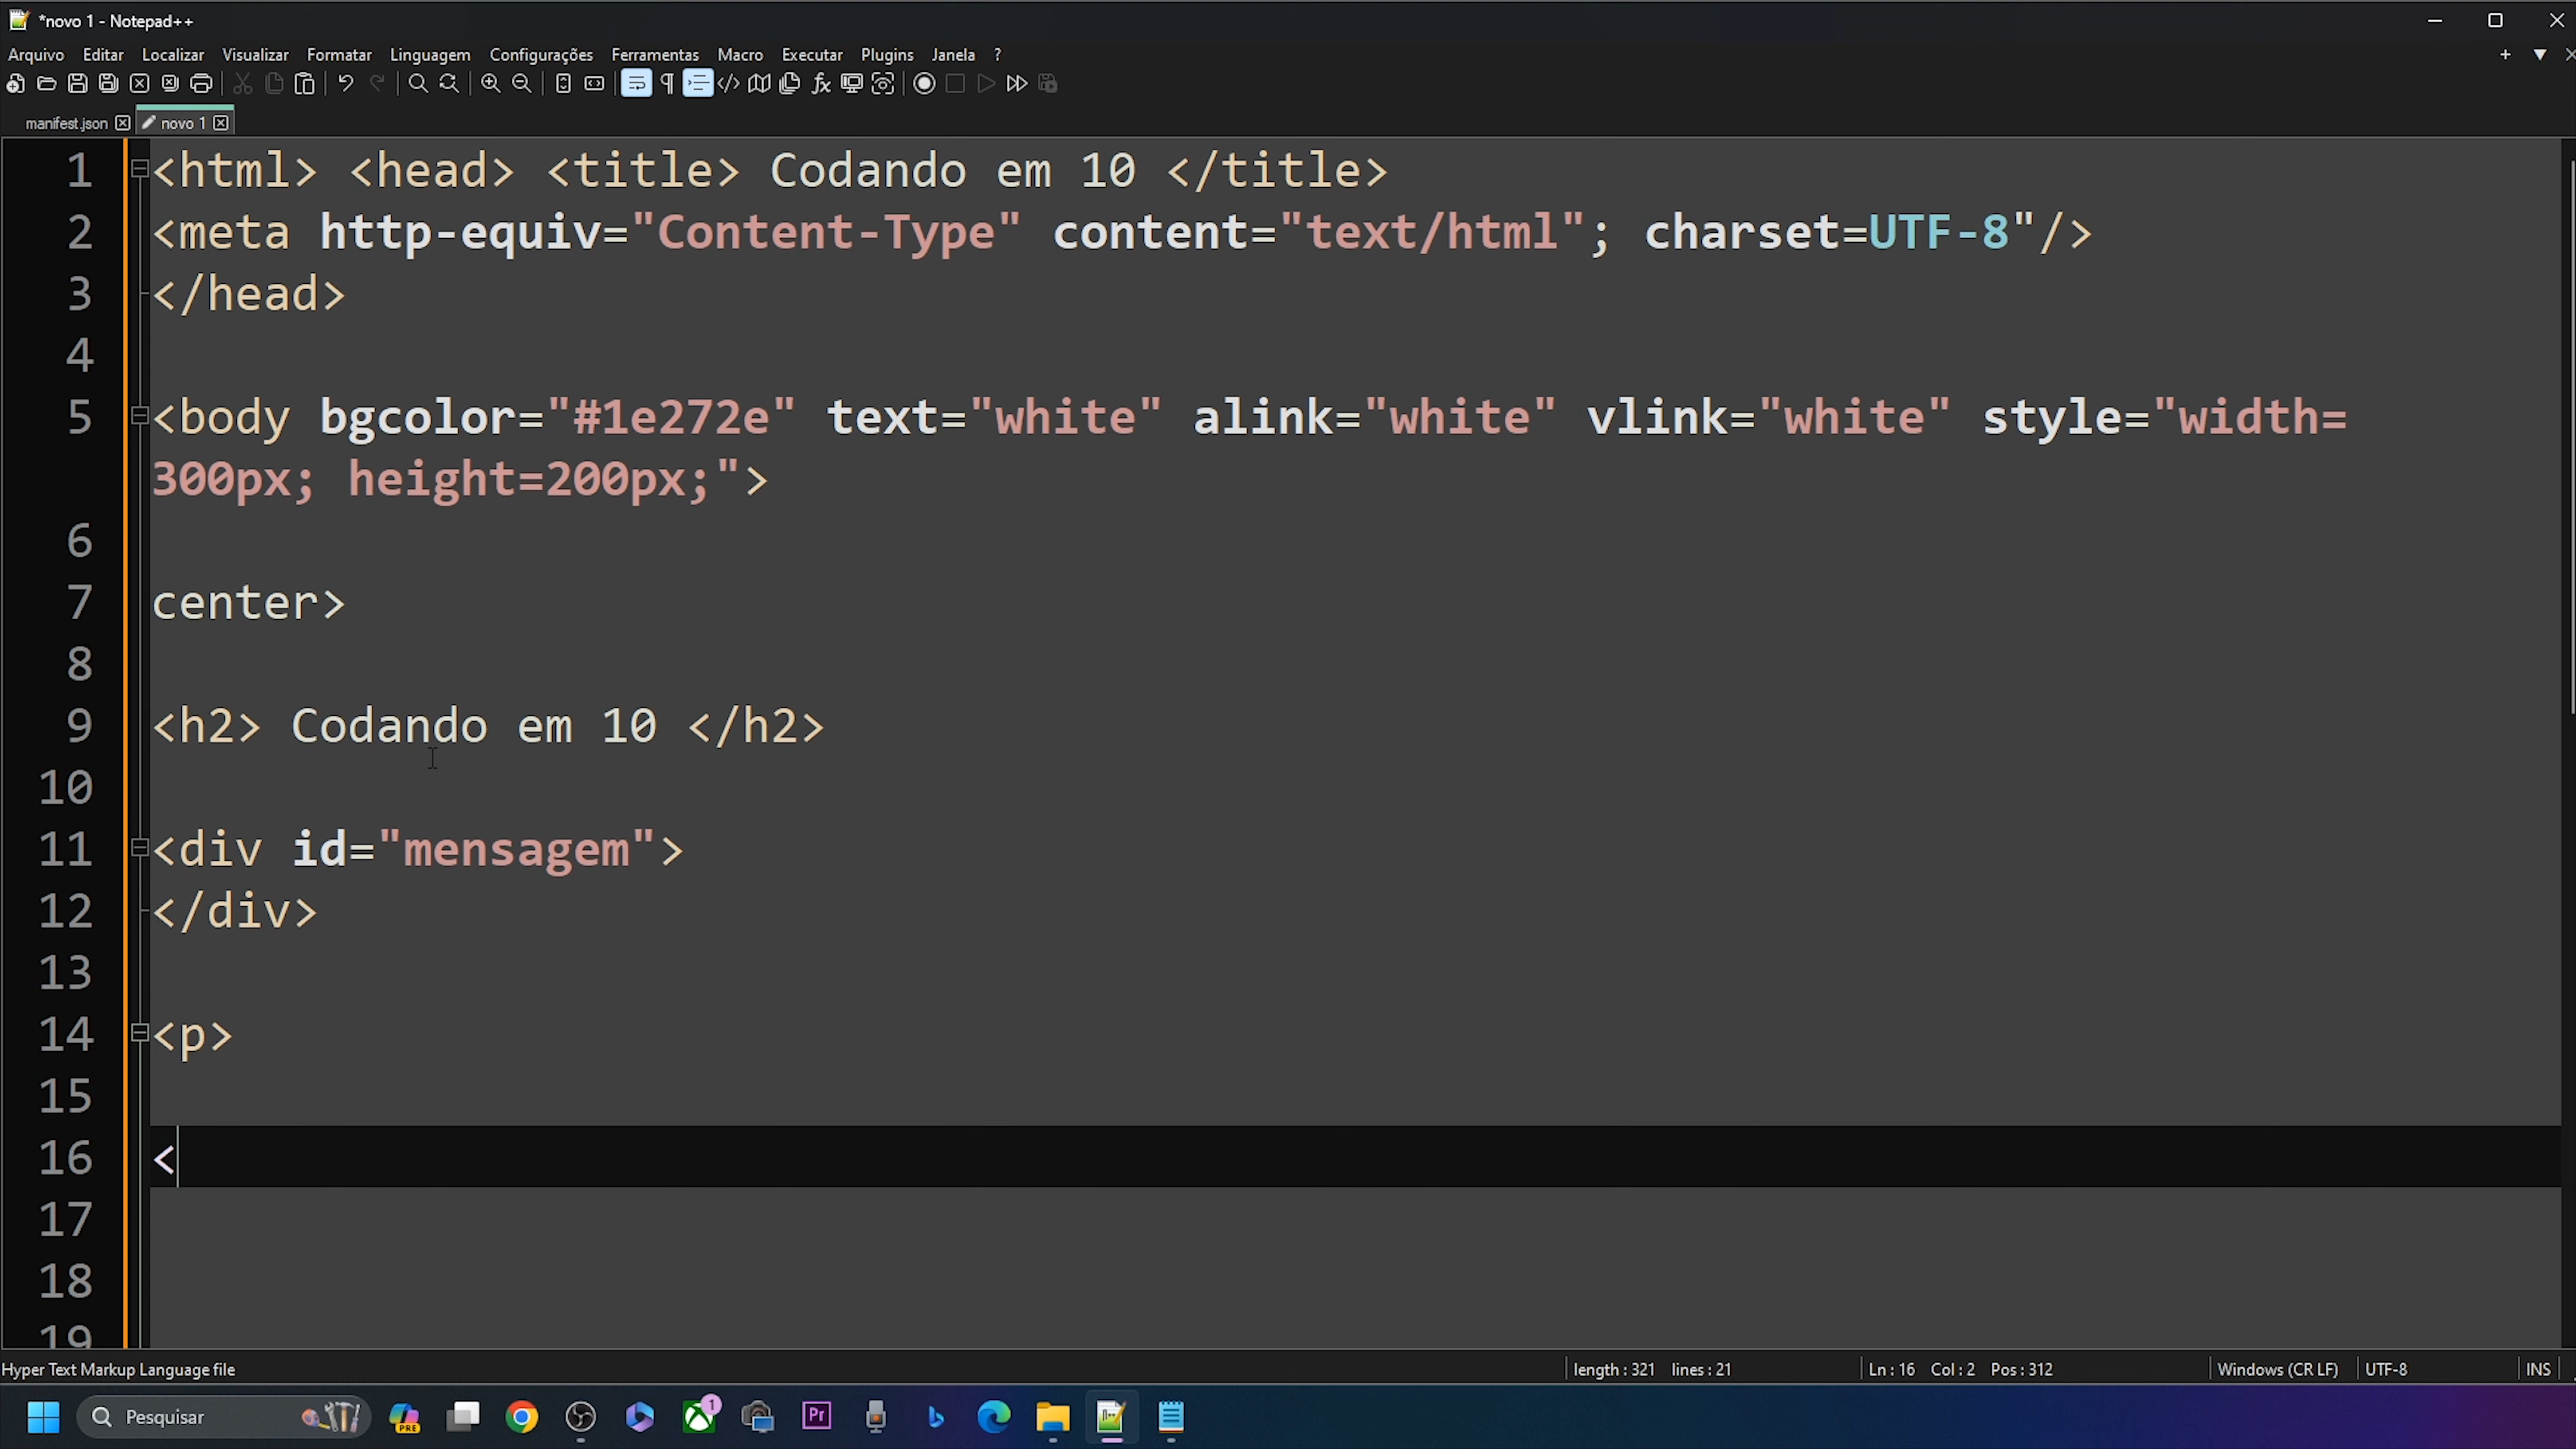 *novo 1 - Notepad++
Arquivo Editar Localizar Visualizar Formatar Linguagem Configurações Ferramentas Macro Executar Plugins Janela ?
manifest.json novo 1
1 <html> <head> <title> Codando em 10 </title>
2 <meta http-equiv="Content-Type" content="text/html"; charset=UTF-8"/>
3 </head>
4
5 <body bgcolor="#1e272e" text="white" alink="white" vlink="white" style="width=
300px; height=200px;">
6
7 center>
8
9 <h2> Codando em 10 </h2>
10
11 <div id="mensagem">
12 </div>
13
14 <p>
15
16 <
17
18
19
Hyper Text Markup Language file length : 321 lines : 21 Ln : 16 Col : 2 Pos : 312 Windows (CR LF) UTF-8 INS
Pesquisar PRE 1 Pr